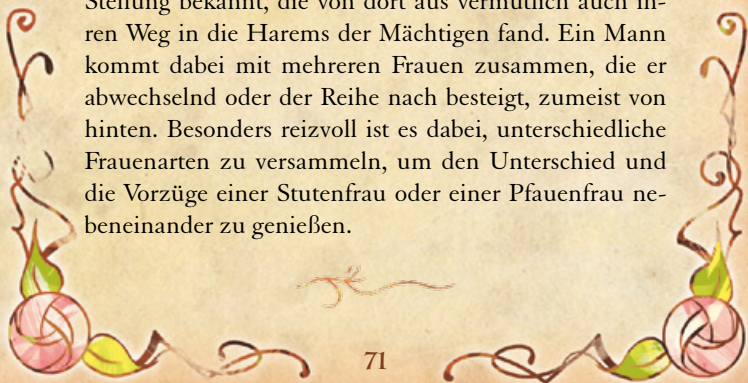 Stellung bekannt, die von dort aus vermutlich auch ih-
ren Weg in die Harems der Mächtigen fand. Ein Mann
kommt dabei mit mehreren Frauen zusammen, die er
abwechselnd oder der Reihe nach besteigt, zumeist von
hinten. Besonders reizvoll ist es dabei, unterschiedliche
Frauenarten zu versammeln, um den Unterschied und
die Vorzüge einer Stutenfrau oder einer Pfauenfrau ne-
beneinander zu genießen.
71